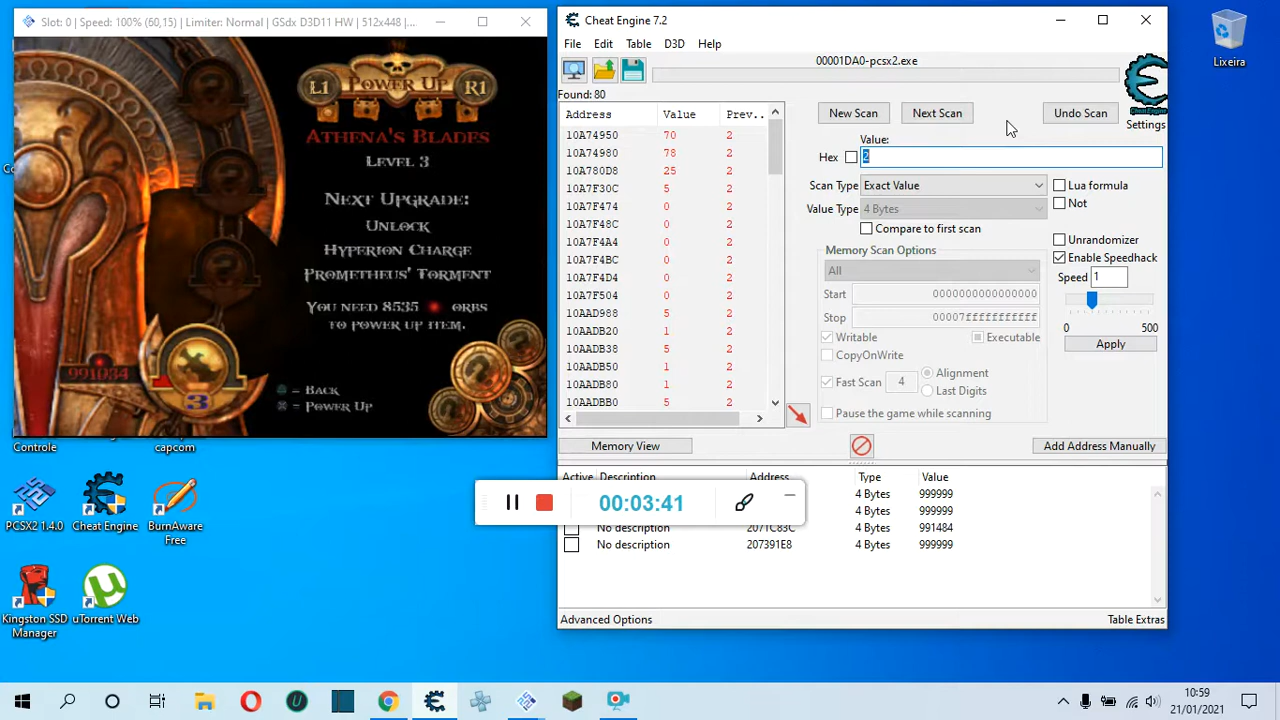 Slot: 0 | Speed: 100% (60,15) | Limiter: Normal | GSdx D3D11 HW | 512x448 |...
L1 Power Up R1
Athena's Blades
Level 3
Next Upgrade:
Unlock
Hyperion Charge
Prometheus' Torment
You need 8535 orbs
to power up item.
991034
3
= Back
= Power Up
Controle
capcom
PCSX2 1.4.0
Cheat Engine
BurnAware Free
Kingston SSD Manager
uTorrent Web
Cheat Engine 7.2
File Edit Table D3D Help
00001DA0-pcsx2.exe
Found: 80
Address Value Prev..
10A74950 70 2
10A74980 78 2
10A780D8 25 2
10A7F30C 5 2
10A7F474 0 2
10A7F48C 0 2
10A7F4A4 0 2
10A7F4BC 0 2
10A7F4D4 0 2
10A7F504 0 2
10AAD988 5 2
10AADB20 1 2
10AADB38 5 2
10AADB50 1 2
10AADB80 1 2
10AADBB0 5 2
New Scan Next Scan Undo Scan
Settings
Value:
Hex 2
Scan Type Exact Value Lua formula
Value Type 4 Bytes Not
Compare to first scan
Memory Scan Options Unrandomizer
All Enable Speedhack
Speed 1
Start 0000000000000000
Stop 00007fffffffffff
0 500
Writable Executable Apply
CopyOnWrite
Fast Scan 4 Alignment
Last Digits
Pause the game while scanning
Memory View Add Address Manually
Active Description Address Type Value
4 Bytes 999999
4 Bytes 999999
No description 2071C83C 4 Bytes 991484
No description 207391E8 4 Bytes 999999
00:03:41
Advanced Options Table Extras
Lixeira
10:59
21/01/2021